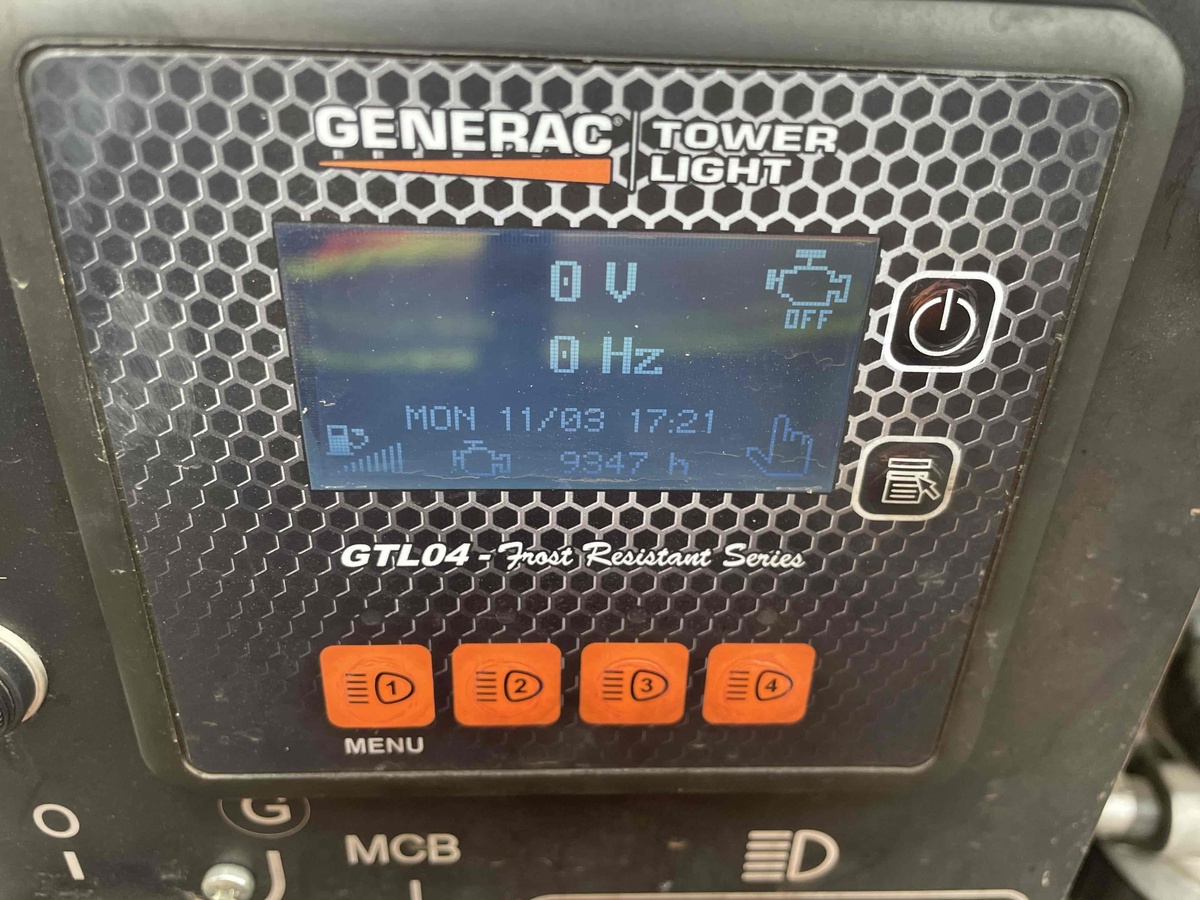 GENERAC®
TOWER
LIGHT
0 V
OFF
0 Hz
MON 11/03 17:21
9347 h
GTL04 - Frost Resistant Series
1
2
3
4
MENU
G
MCB